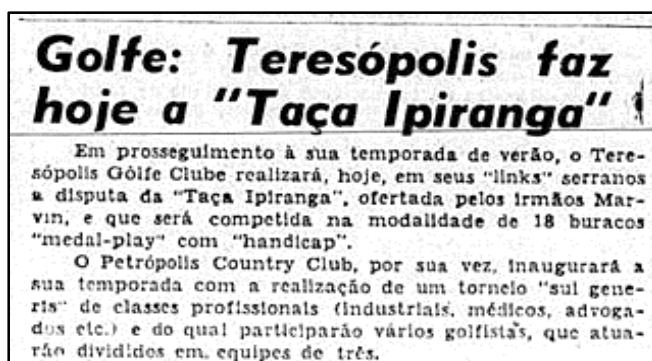 Golfe: Teresópolis faz
hoje a "Taça Ipiranga"
Em prosseguimento à sua temporada de verão, o Tere-
sópolis Gôlfe Clube realizará, hoje, em seus "links" serranos
a disputa da "Taça Ipiranga", ofertada pelos irmãos Mar-
vin, e que será competida na modalidade de 18 buracos
"medal-play" com "handicap".
O Petrópolis Country Club, por sua vez, inaugurará a
sua temporada com a realização de um torneio "sui gene-
ris" de classes profissionais (industriais, médicos, advoga-
dos etc.) e do qual participarão vários golfistas, que atua-
rão divididos em. equipes de três.